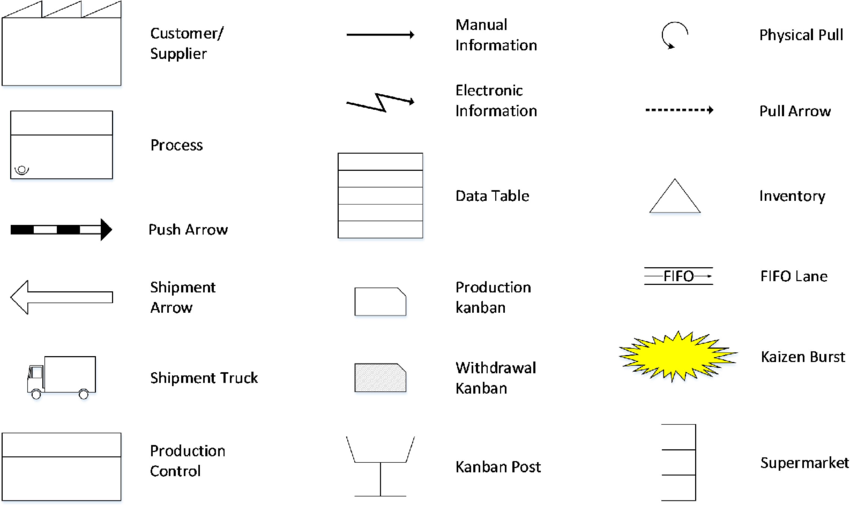 Customer/
Supplier
Process
Push Arrow
Shipment
Arrow
Shipment Truck
Production
Control
Manual
Information
Electronic
Information
Data Table
Production
kanban
Withdrawal
Kanban
Kanban Post
Physical Pull
Pull Arrow
Inventory
FIFO
FIFO Lane
Kaizen Burst
Supermarket